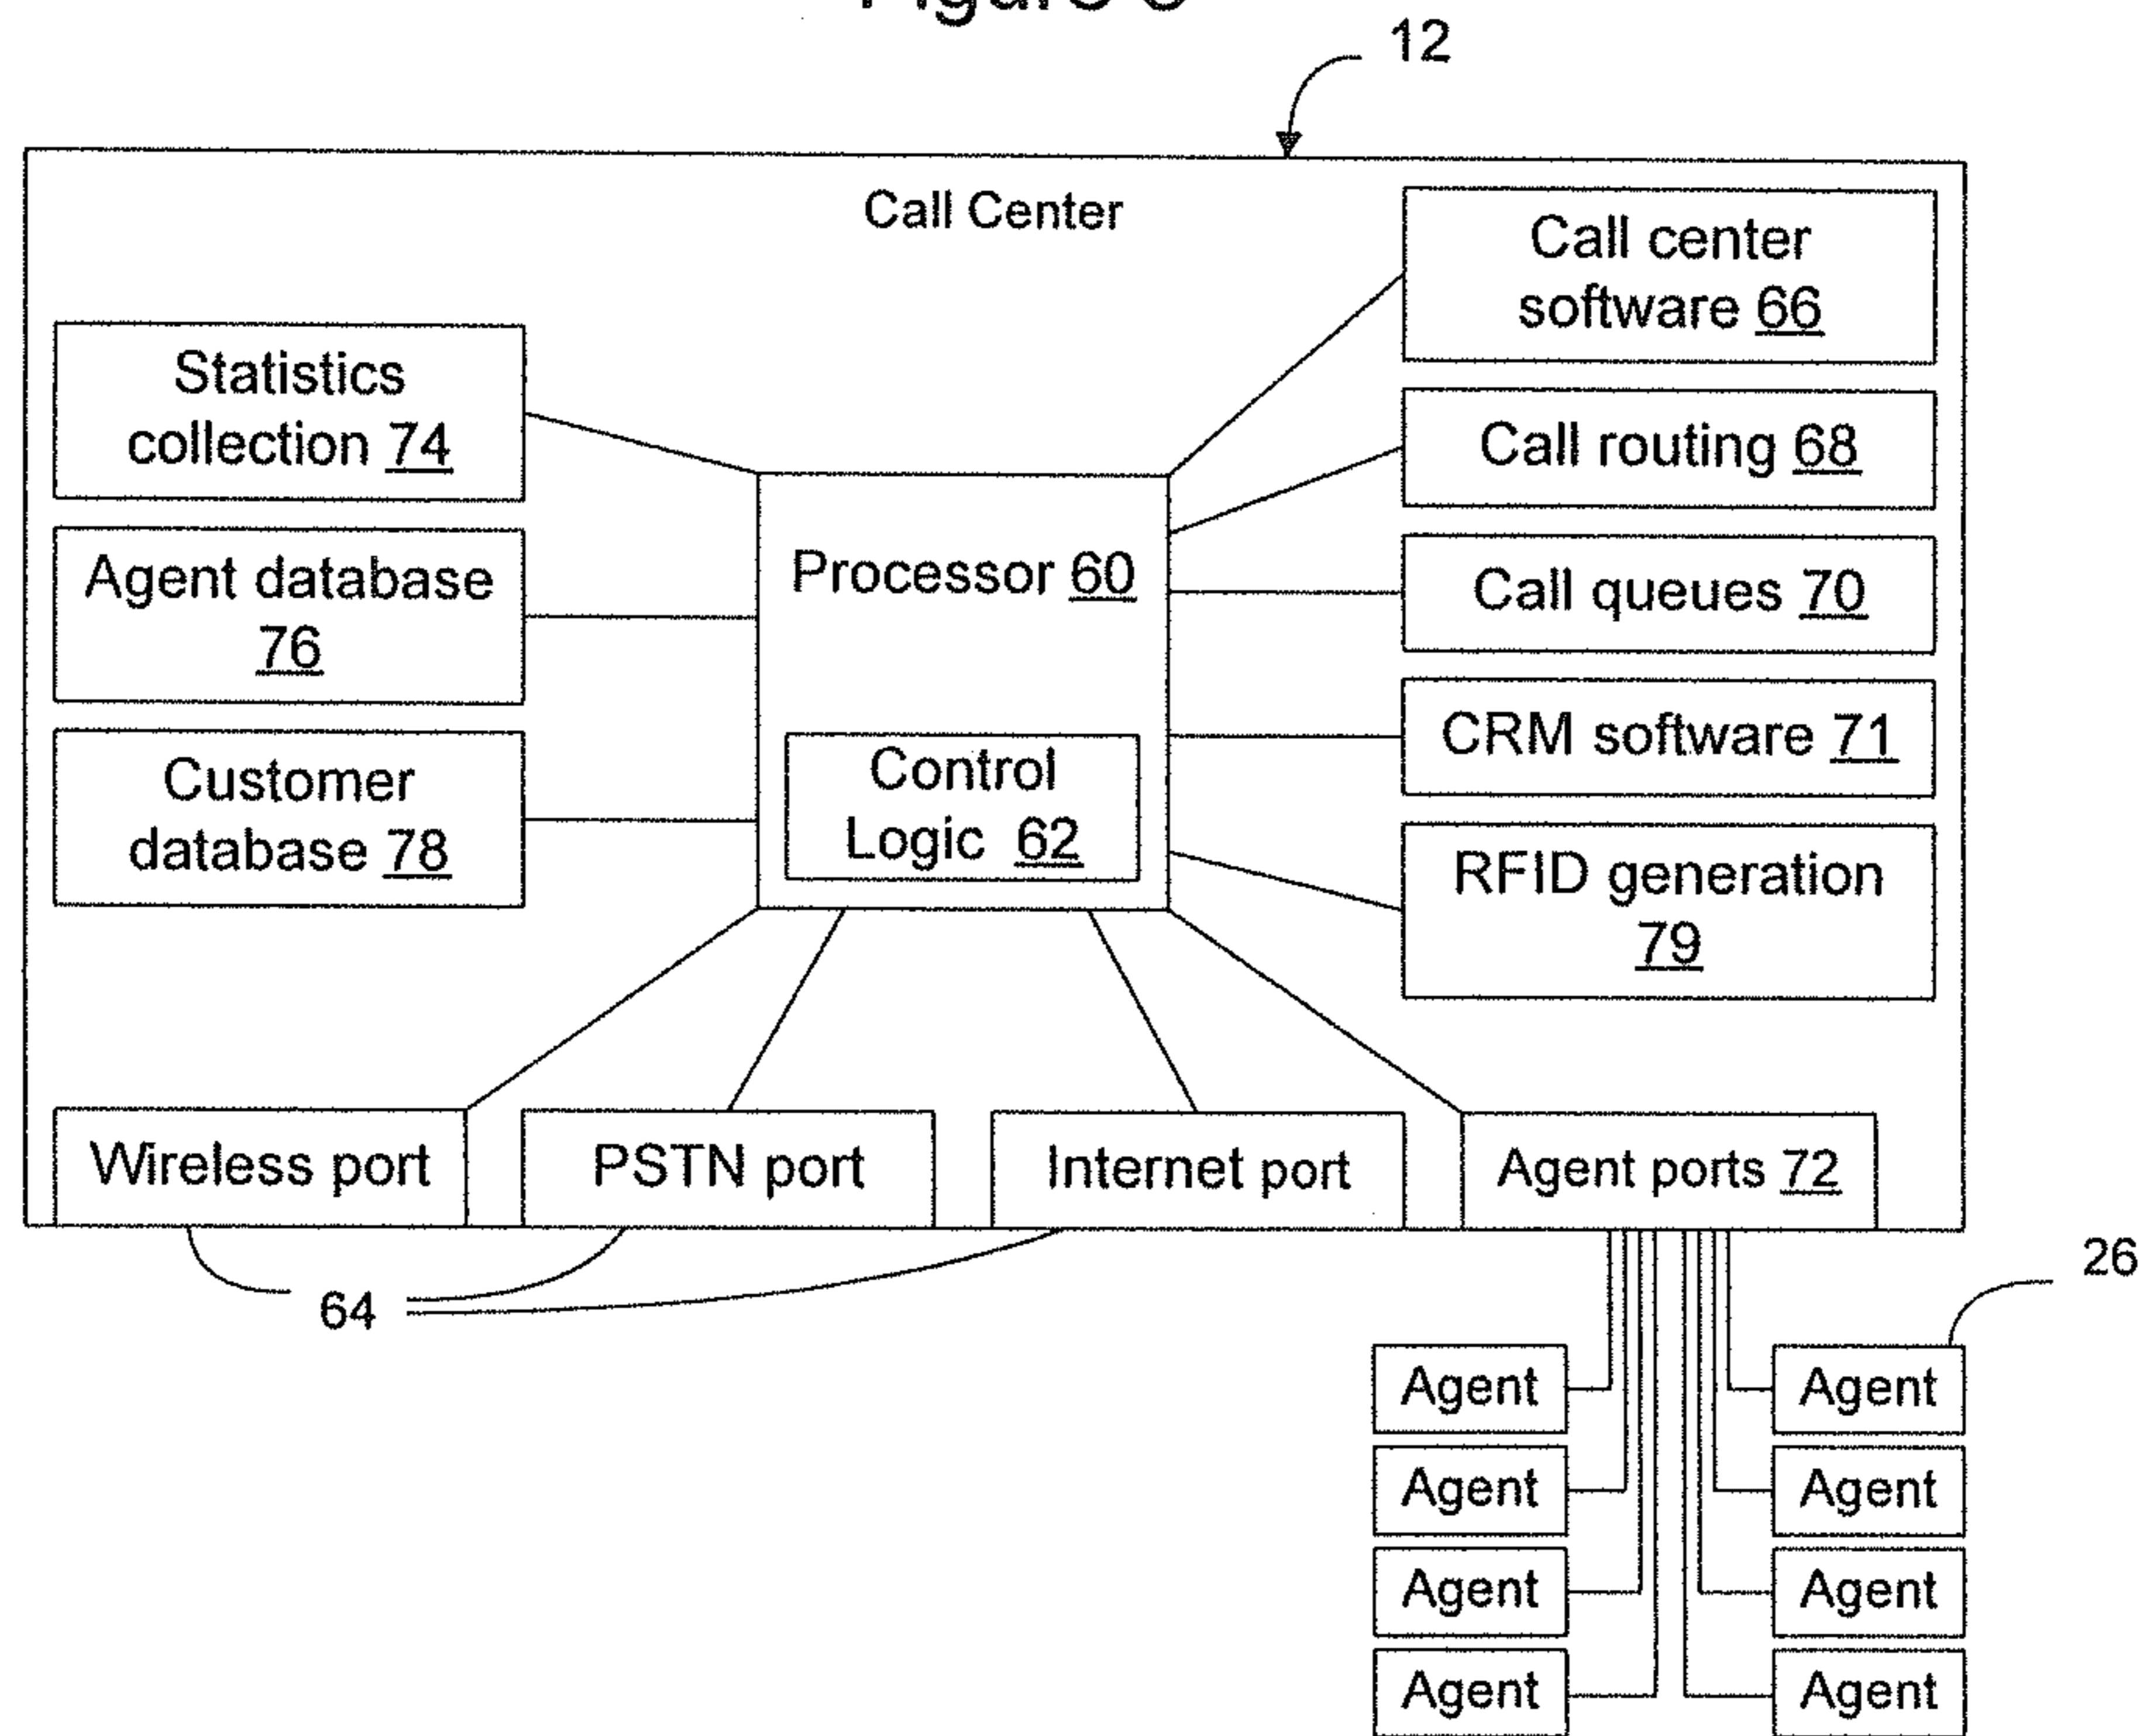 12
Call Center
Call center
software 66
Statistics
collection 74
Call routing 68
Agent database
76
Processor 60
Call queues 70
CRM software 71
Customer
database 78
Control
Logic 62
RFID generation
79
Wireless port
PSTN port
Internet port
Agent ports 72
64
26
Agent
Agent
Agent
Agent
Agent
Agent
Agent
Agent